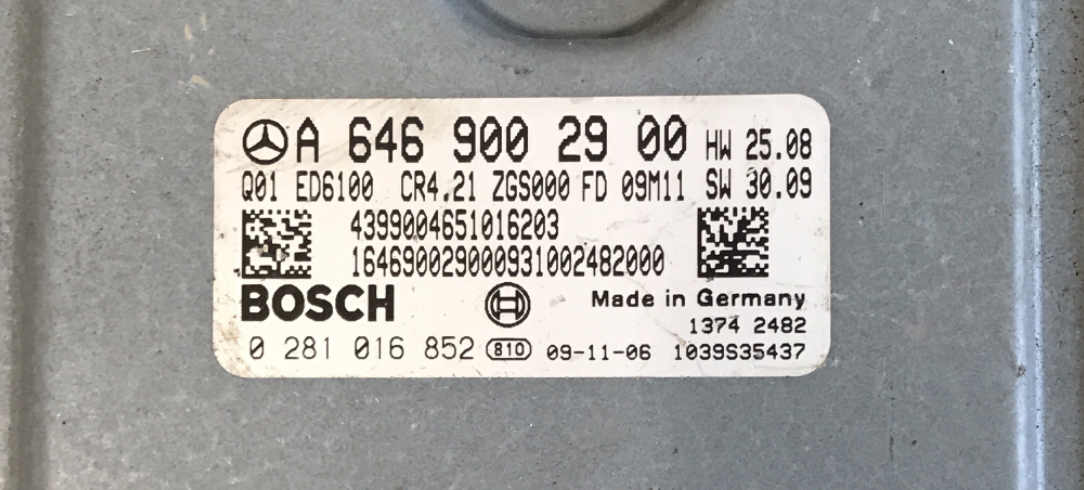 A 646 900 29 00 HW 25.08
Q01 ED6100 CR4.21 ZGS000 FD 09M11 SW 30.09
4399004651016203
1646900290009310024820​00
BOSCH Made in Germany
1374 2482
0 281 016 852 810 09-11-06 1039S35437